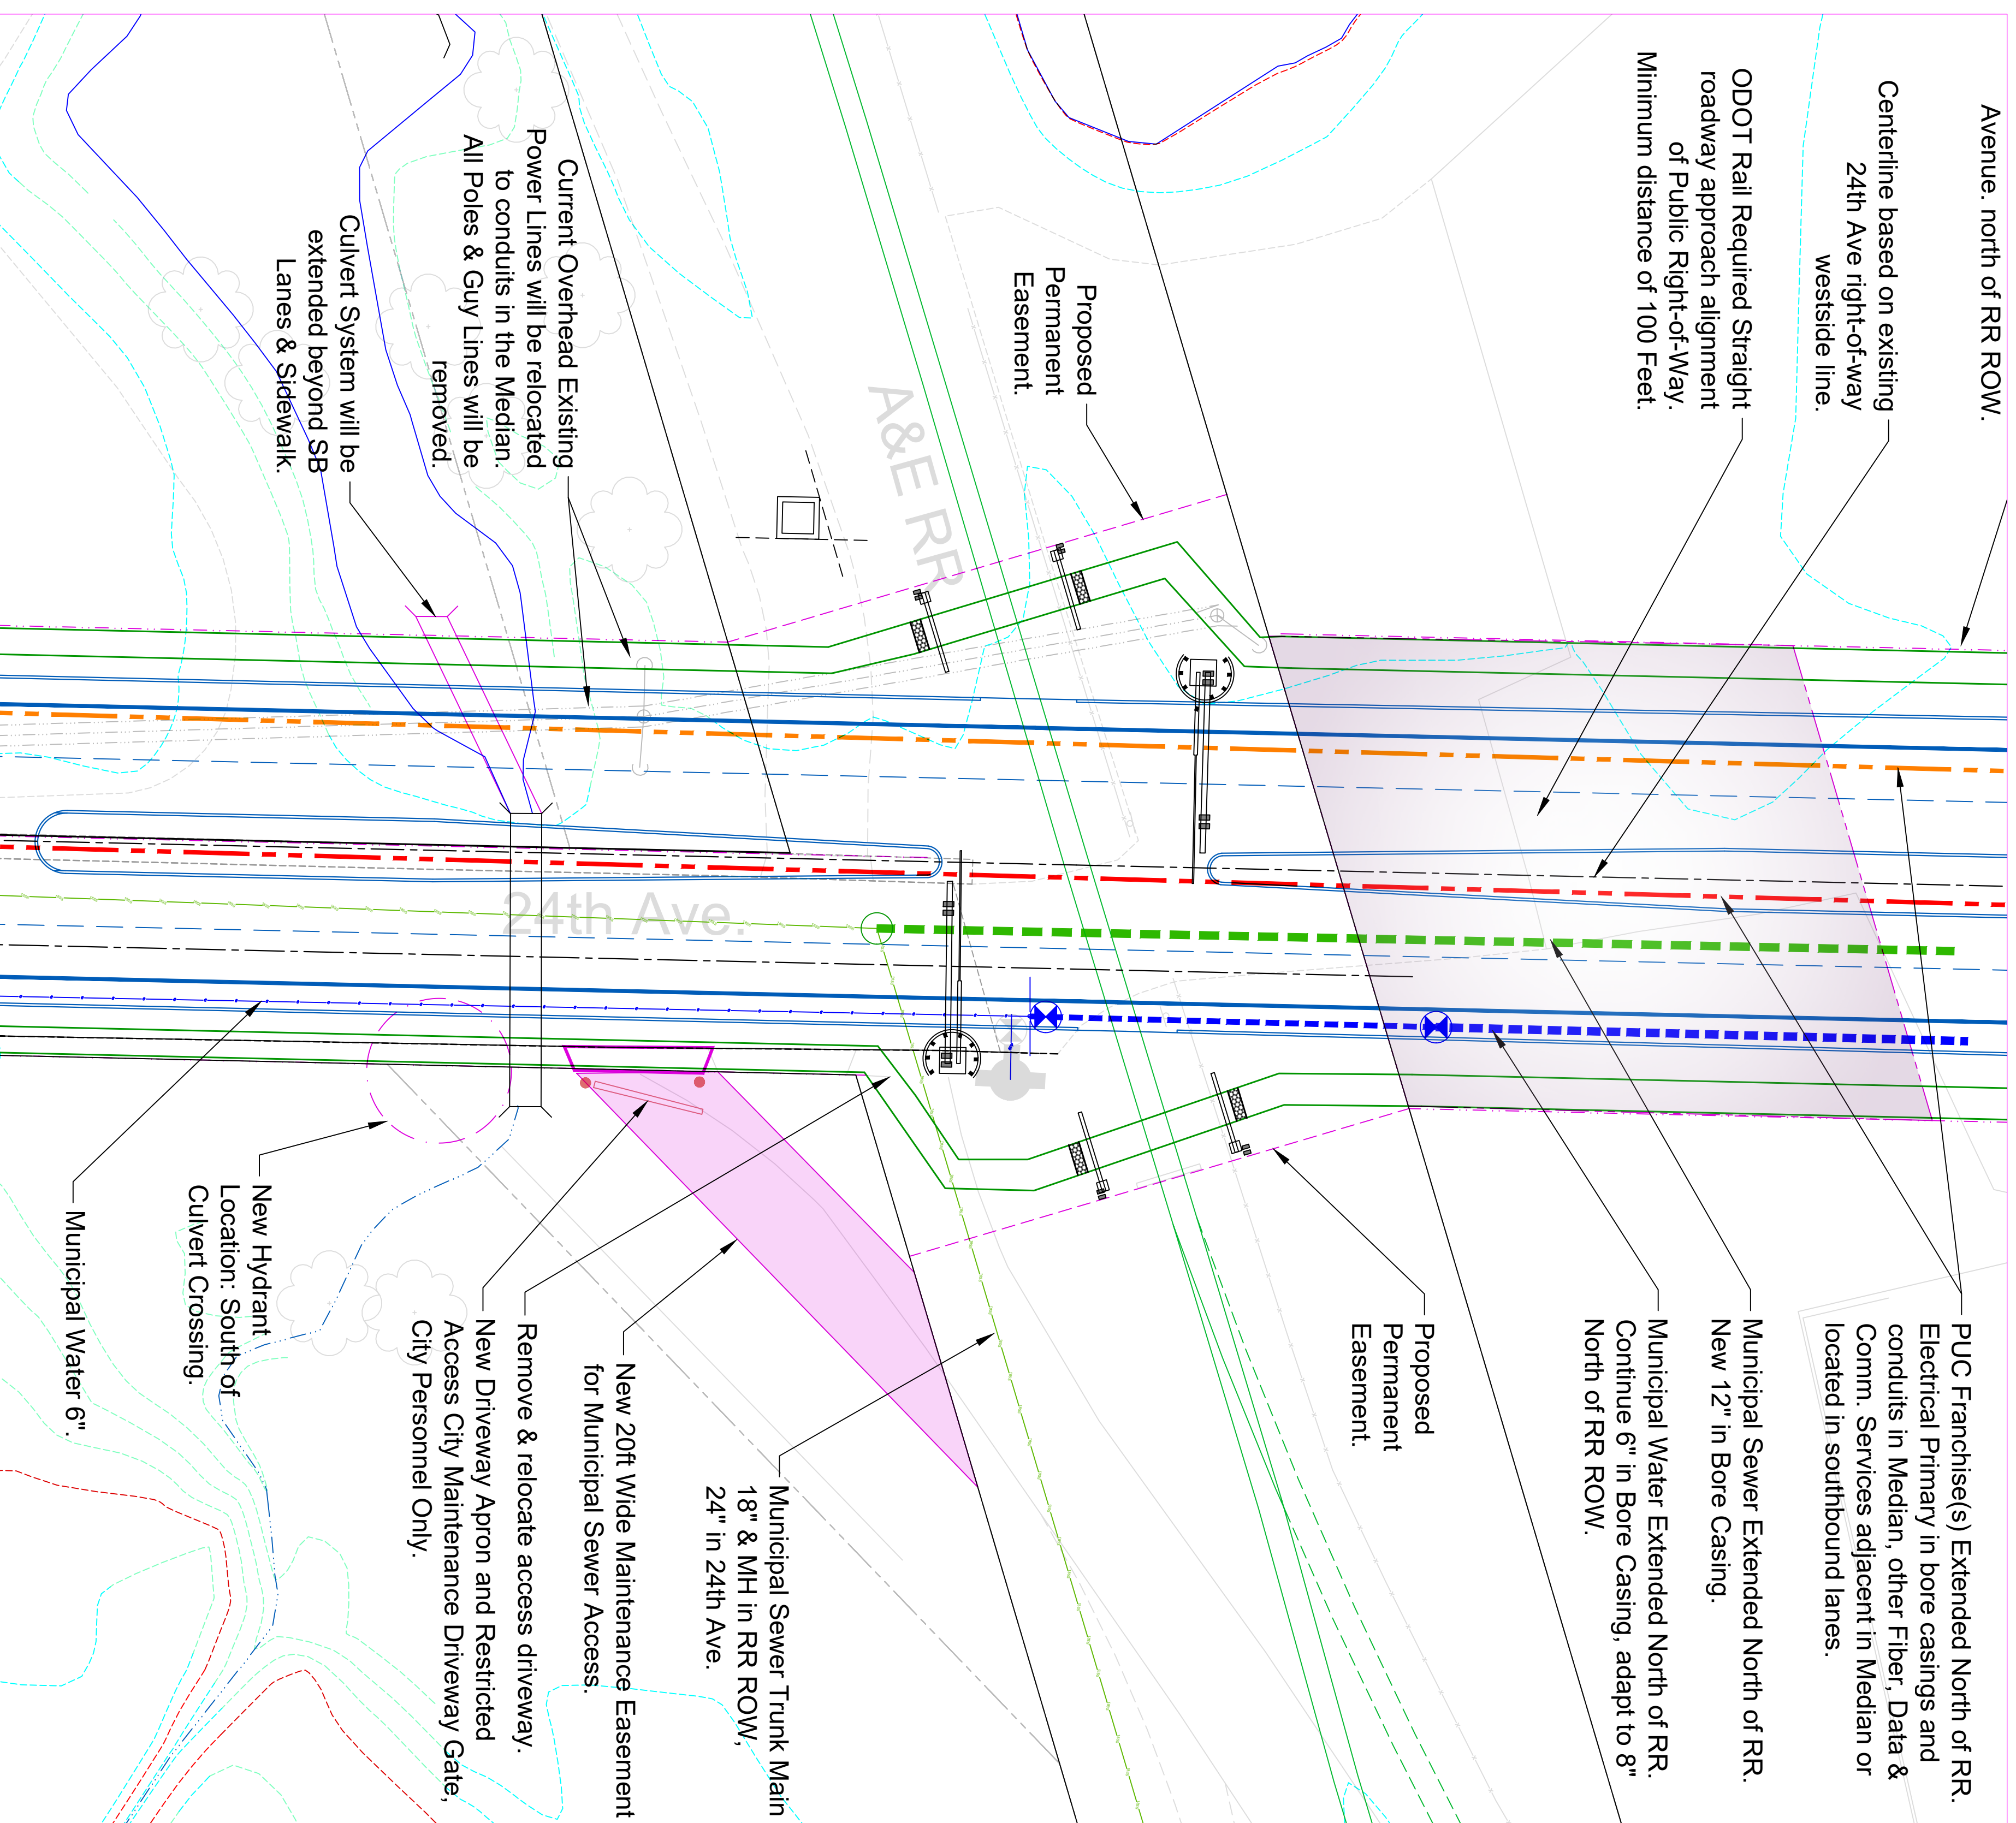 Avenue. north of RR ROW.
Centerline based on existing
24th Ave right-of-way
westside line.
ODOT Rail Required Straight
roadway approach alignment
of Public Right-of-Way.
Minimum distance of 100 Feet.
Proposed
Permanent
Easement.
A&E RR
Current Overhead Existing
Power Lines will be relocated
to conduits in the Median.
All Poles & Guy Lines will be
removed.
Culvert System will be
extended beyond SB
Lanes & Sidewalk.
24th Ave.
PUC Franchise(s) Extended North of RR.
Electrical Primary in bore casings and
conduits in Median, other Fiber, Data &
Comm. Services adjacent in Median or
located in southbound lanes.
Municipal Sewer Extended North of RR.
New 12" in Bore Casing.
Municipal Water Extended North of RR.
Continue 6" in Bore Casing, adapt to 8"
North of RR ROW.
Proposed
Permanent
Easement.
Municipal Sewer Trunk Main
18" & MH in RR ROW,
24" in 24th Ave.
New 20ft Wide Maintenance Easement
for Municipal Sewer Access.
Remove & relocate access driveway.
New Driveway Apron and Restricted
Access City Maintenance Driveway Gate,
City Personnel Only.
New Hydrant
Location: South of
Culvert Crossing.
Municipal Water 6".